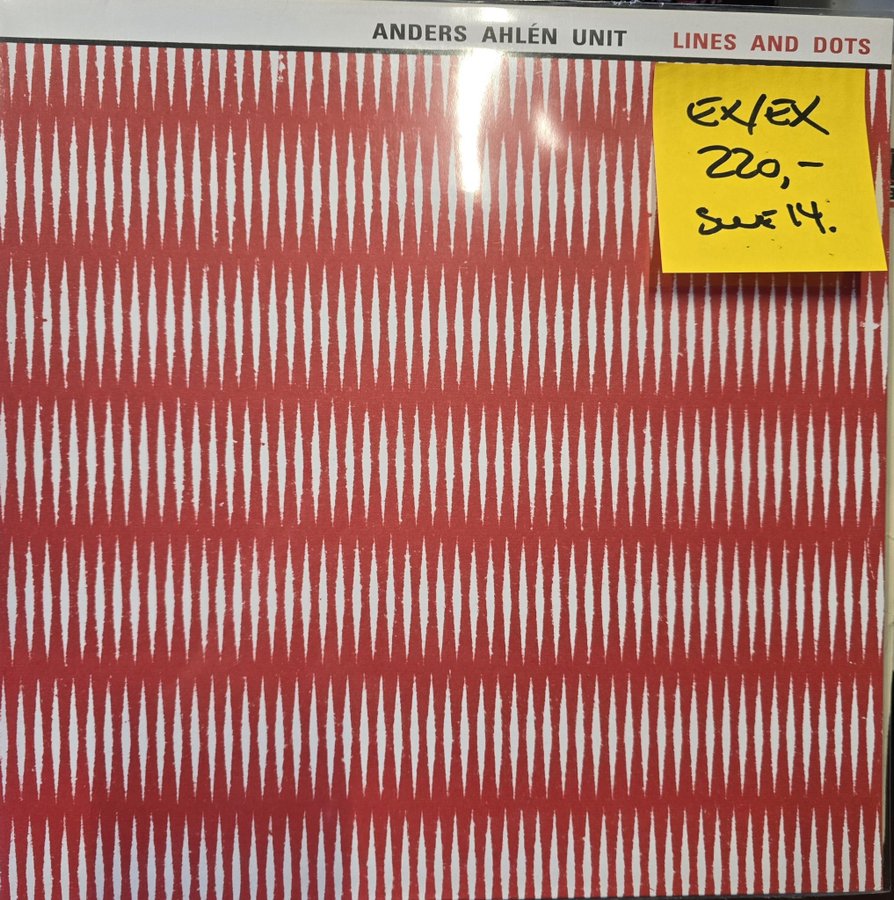 ANDERS AHLÉN UNIT LINES AND DOTS
EX/EX
220,-
SWE 14.